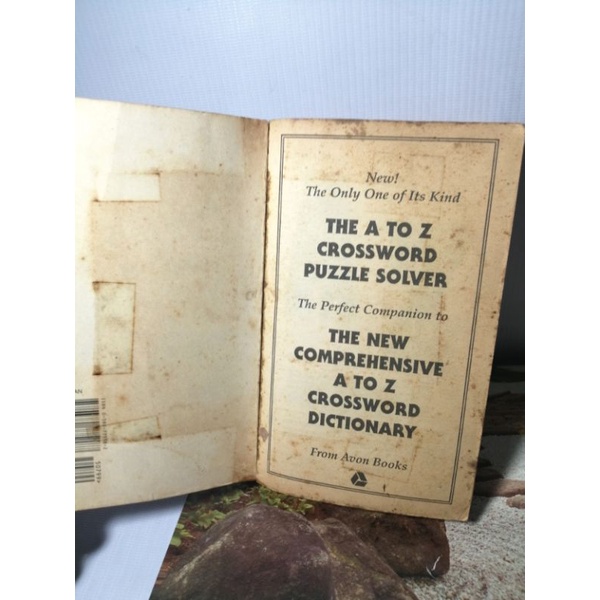 New!
The Only One of Its Kind
THE A TO Z
CROSSWORD
PUZZLE SOLVER
The Perfect Companion to
THE NEW
COMPREHENSIVE
A TO Z
CROSSWORD
DICTIONARY
From Avon Books